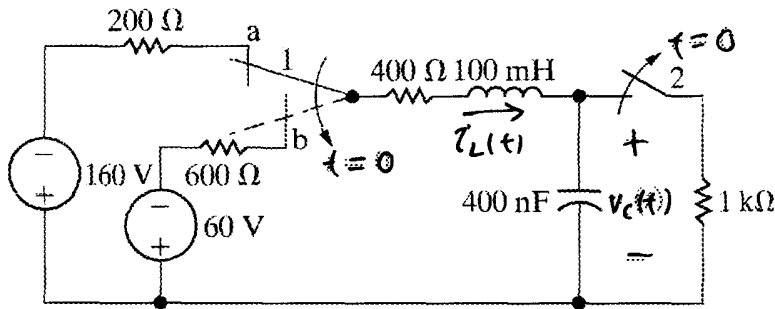 200 Ω
a
1
t=0
400 Ω 100 mH
2
i_L(t)
+
b
t=0
−
160 V
+
600 Ω
−
60 V
+
400 nF
v_C(t)
1 kΩ
−